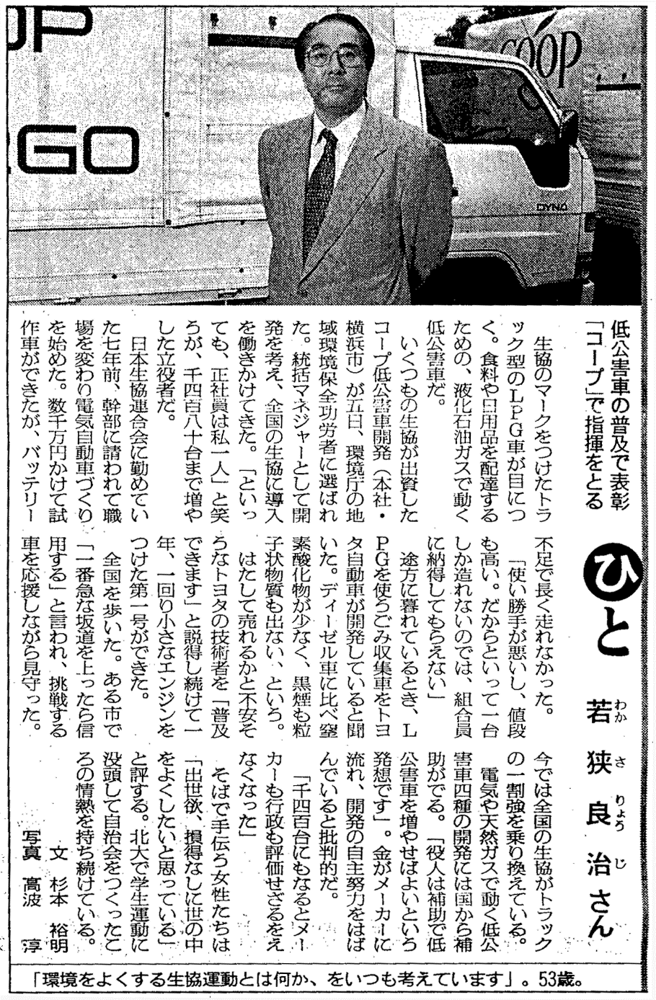 OP
CARGO
COOP
DYNA
低公害車の普及で表彰
「コープ」で指揮をとる
ひと
若狭良治さん
わか さ りょう じ
生協のマークをつけたトラ
ック型のLPG車が目につ
く。食料や日用品を配達する
ための、液化石油ガスで動く
低公害車だ。
いくつもの生協が出資した
コープ低公害車開発（本社・
横浜市）が五日、環境庁の地
域環境保全功労者に選ばれ
た。統括マネジャーとして開
発を考え、全国の生協に導入
を働きかけてきた。「といっ
ても、正社員は私一人」と笑
うが、千四百八十台まで増や
した立役者だ。
日本生協連合会に勤めてい
た七年前、幹部に請われて職
場を変わり電気自動車づくり
を始めた。数千万円かけて試
作車ができたが、バッテリー
不足で長く走れなかった。
「使い勝手が悪いし、値段
も高い。だからといって一台
しか造れないのでは、組合員
に納得してもらえない」
途方に暮れているとき、L
PGを使うごみ収集車をトヨ
タ自動車が開発していると聞
いた。ディーゼル車に比べ窒
素酸化物が少なく、黒煙も粒
子状物質も出ない、という。
はたして売れるかと不安そ
うなトヨタの技術者を「普及
できます」と説得し続けて一
年、一回り小さなエンジンを
つけた第一号ができた。
全国を歩いた。ある市で
「一番急な坂道を上ったら信
用する」と言われ、挑戦する
車を応援しながら見守った。
今では全国の生協がトラック
の一割強を乗り換えている。
電気や天然ガスで動く低公
害車四種の開発には国から補
助がでる。「役人は補助で低
公害車を増やせばよいという
発想です」。金がメーカーに
流れ、開発の自主努力をはば
んでいると批判的だ。
「千四百台にもなるとメー
カーも行政も評価せざるをえ
なくなった」
そばで手伝う女性たちは
「出世欲、損得なしに世の中
をよくしたいと思っている」
と評する。北大で学生運動に
没頭して自治会をつくったこ
ろの情熱を持ち続けている。
文 杉本 裕明
写真 高波 淳
「環境をよくする生協運動とは何か、をいつも考えています」。53歳。